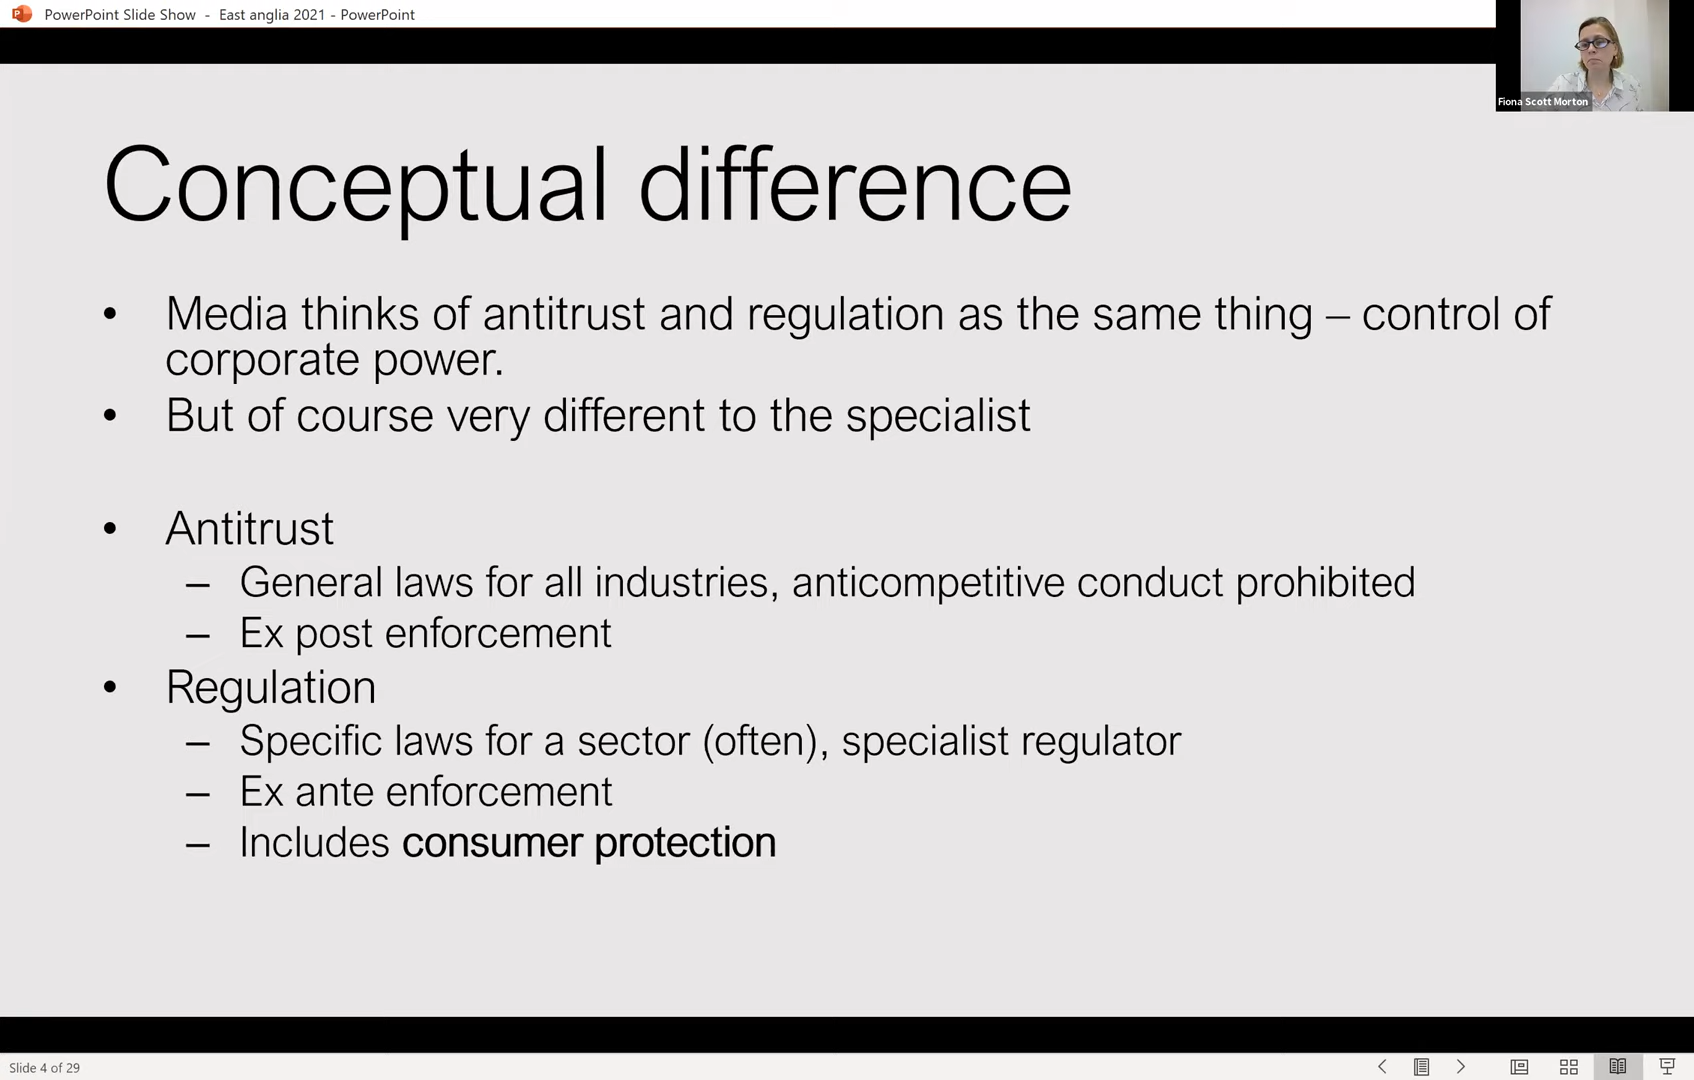 PowerPoint Slide Show - East anglia 2021 - PowerPoint
Fiona Scott Morton
Conceptual difference
• Media thinks of antitrust and regulation as the same thing – control of
corporate power.
• But of course very different to the specialist
• Antitrust
– General laws for all industries, anticompetitive conduct prohibited
– Ex post enforcement
• Regulation
– Specific laws for a sector (often), specialist regulator
– Ex ante enforcement
– Includes consumer protection
Slide 4 of 29